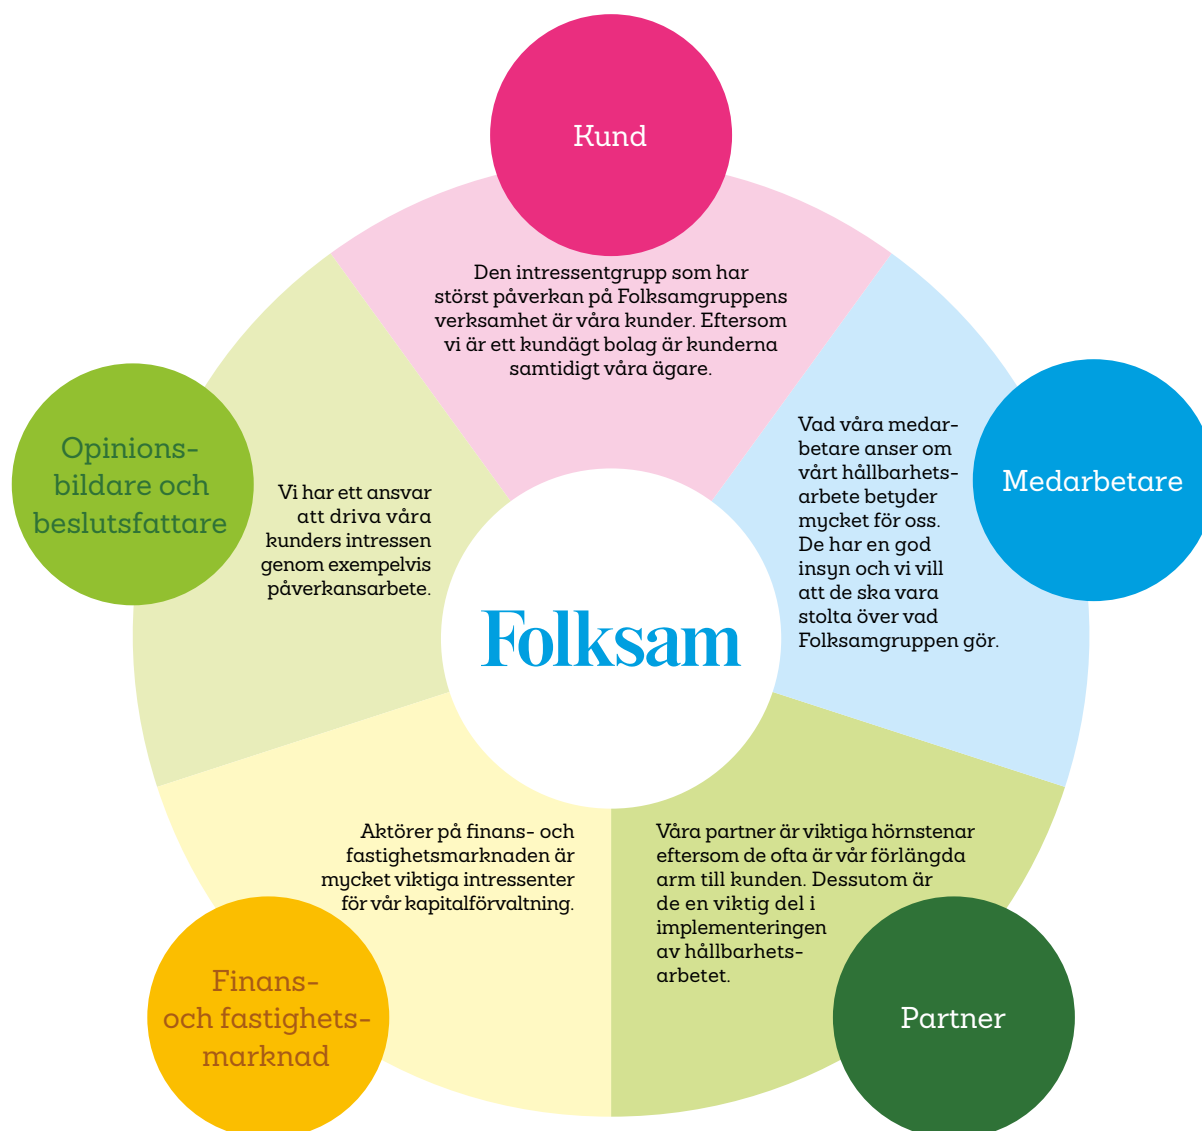 Kund
Den intressentgrupp som har
störst påverkan på Folksamgruppens
verksamhet är våra kunder. Eftersom
vi är ett kundägt bolag är kunderna
samtidigt våra ägare.
Medarbetare
Vad våra medar-
betare anser om
vårt hållbarhets-
arbete betyder
mycket för oss.
De har en god
insyn och vi vill
att de ska vara
stolta över vad
Folksamgruppen gör.
Partner
Våra partner är viktiga hörnstenar
eftersom de ofta är vår förlängda
arm till kunden. Dessutom är
de en viktig del i
implementeringen
av hållbarhets-
arbetet.
Finans-
och fastighets-
marknad
Aktörer på finans- och
fastighetsmarknaden är
mycket viktiga intressenter
för vår kapitalförvaltning.
Opinions-
bildare och
beslutsfattare
Vi har ett ansvar
att driva våra
kunders intressen
genom exempelvis
påverkansarbete.
Folksam